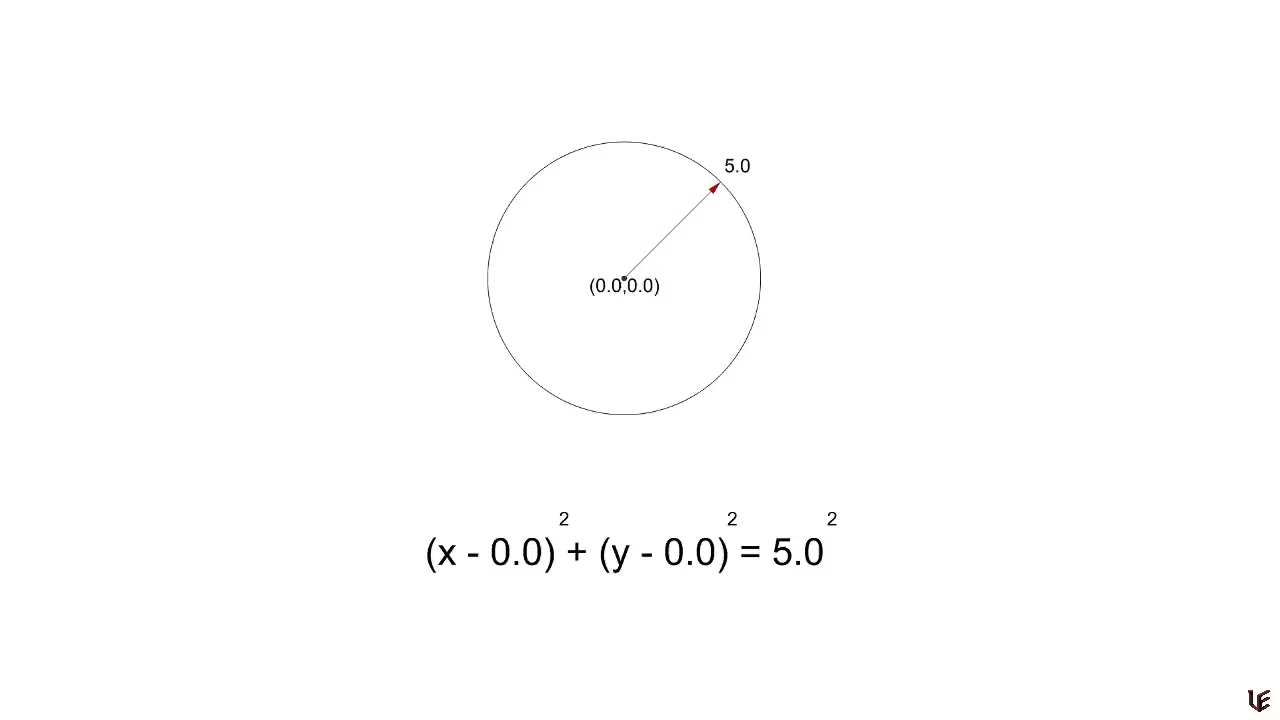 5.0
(0.0,0.0)
(x - 0.0)² + (y - 0.0)² = 5.0²